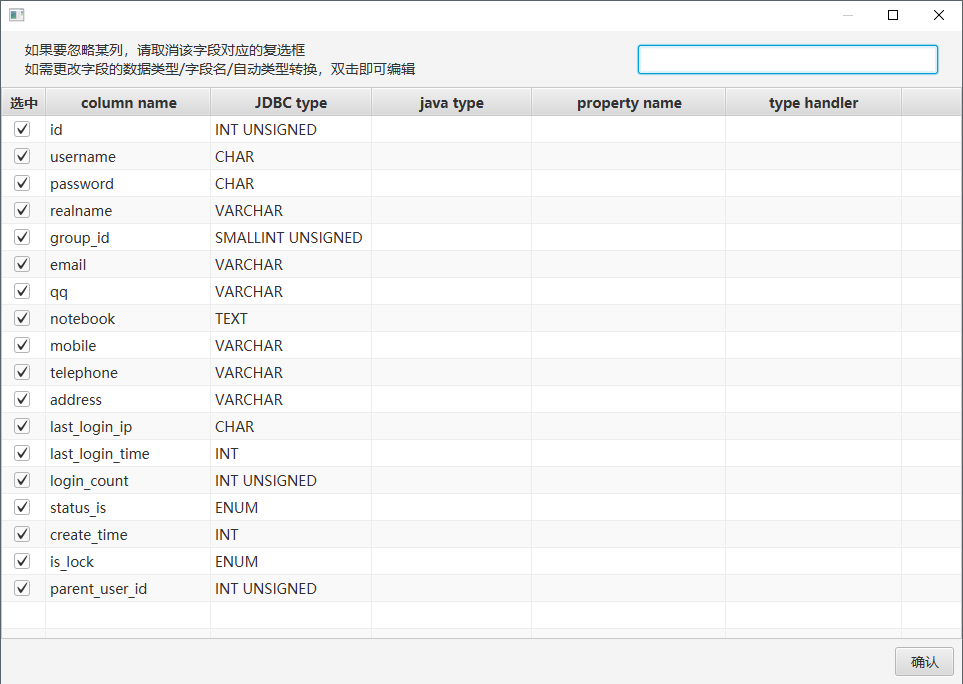 如果要忽略某列，请取消该字段对应的复选框
如需更改字段的数据类型/字段名/自动类型转换，双击即可编辑
选中 column name JDBC type java type property name type handler
id INT UNSIGNED
username CHAR
password CHAR
realname VARCHAR
group_id SMALLINT UNSIGNED
email VARCHAR
qq VARCHAR
notebook TEXT
mobile VARCHAR
telephone VARCHAR
address VARCHAR
last_login_ip CHAR
last_login_time INT
login_count INT UNSIGNED
status_is ENUM
create_time INT
is_lock ENUM
parent_user_id INT UNSIGNED
确认